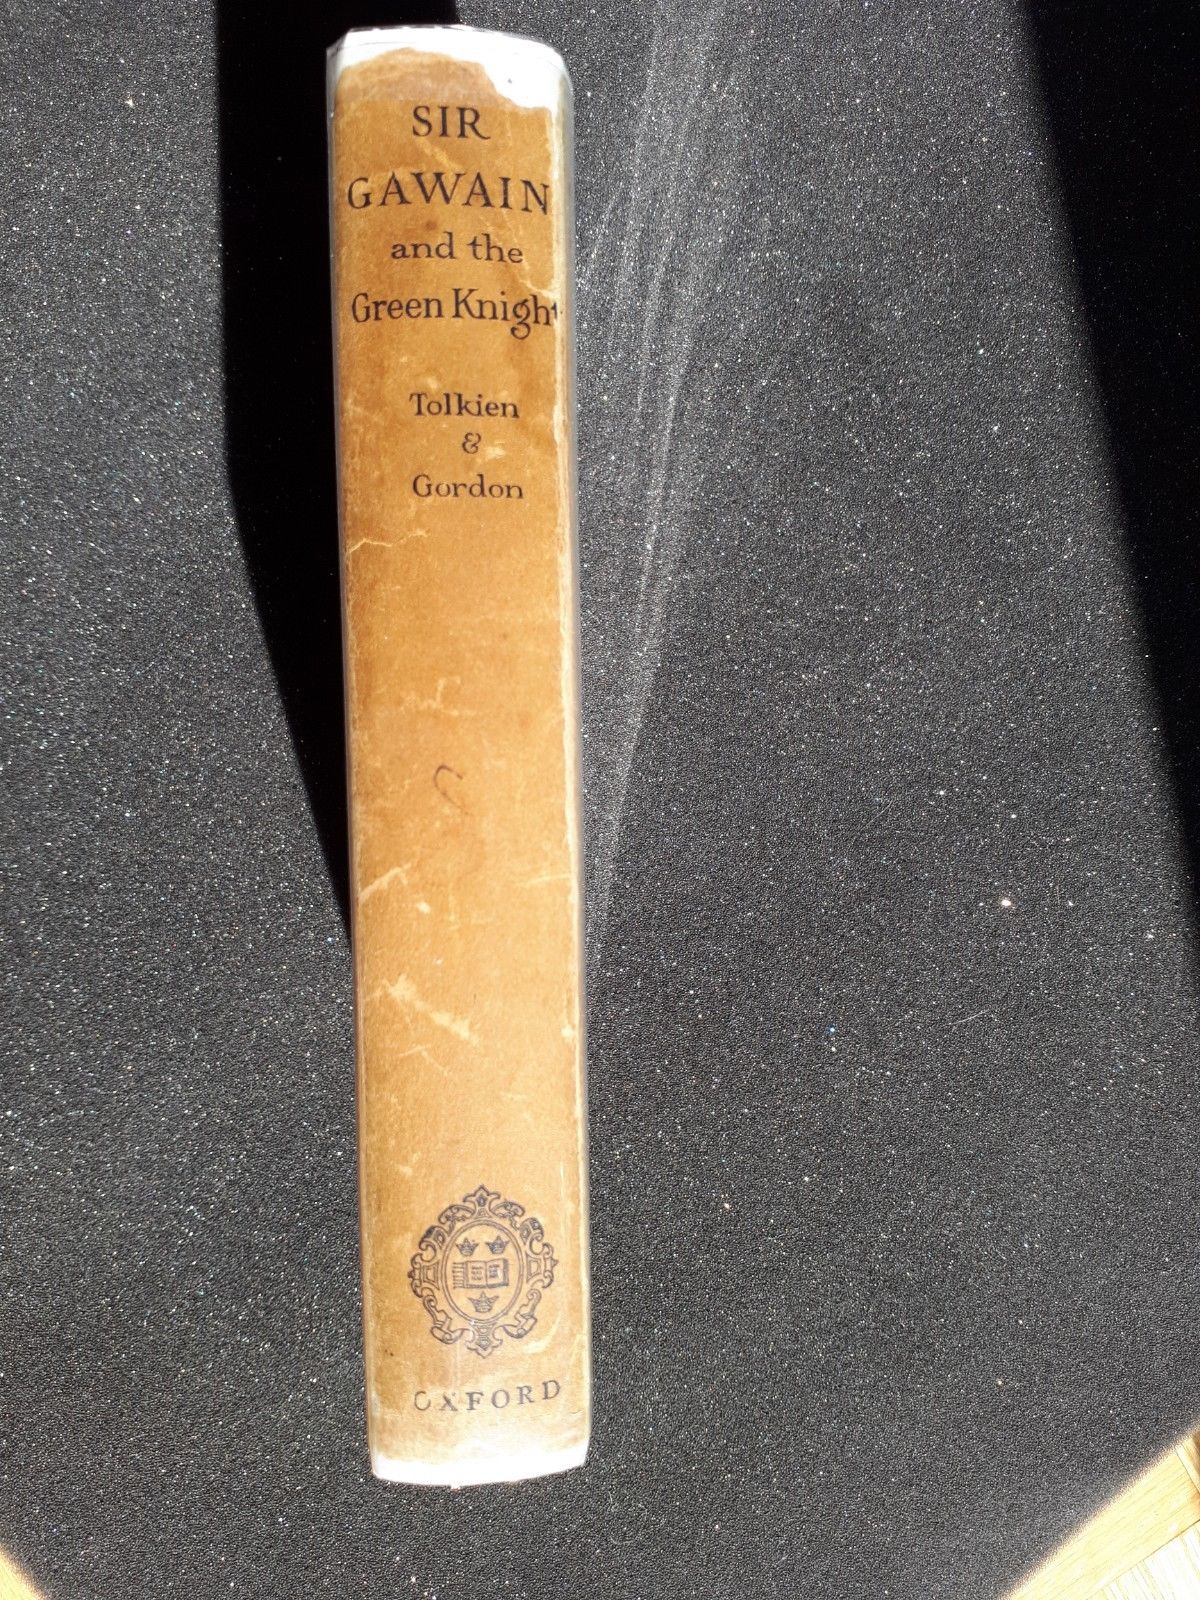 SIR
GAWAIN
and the
Green Knight
Tolkien
&
Gordon
OXFORD